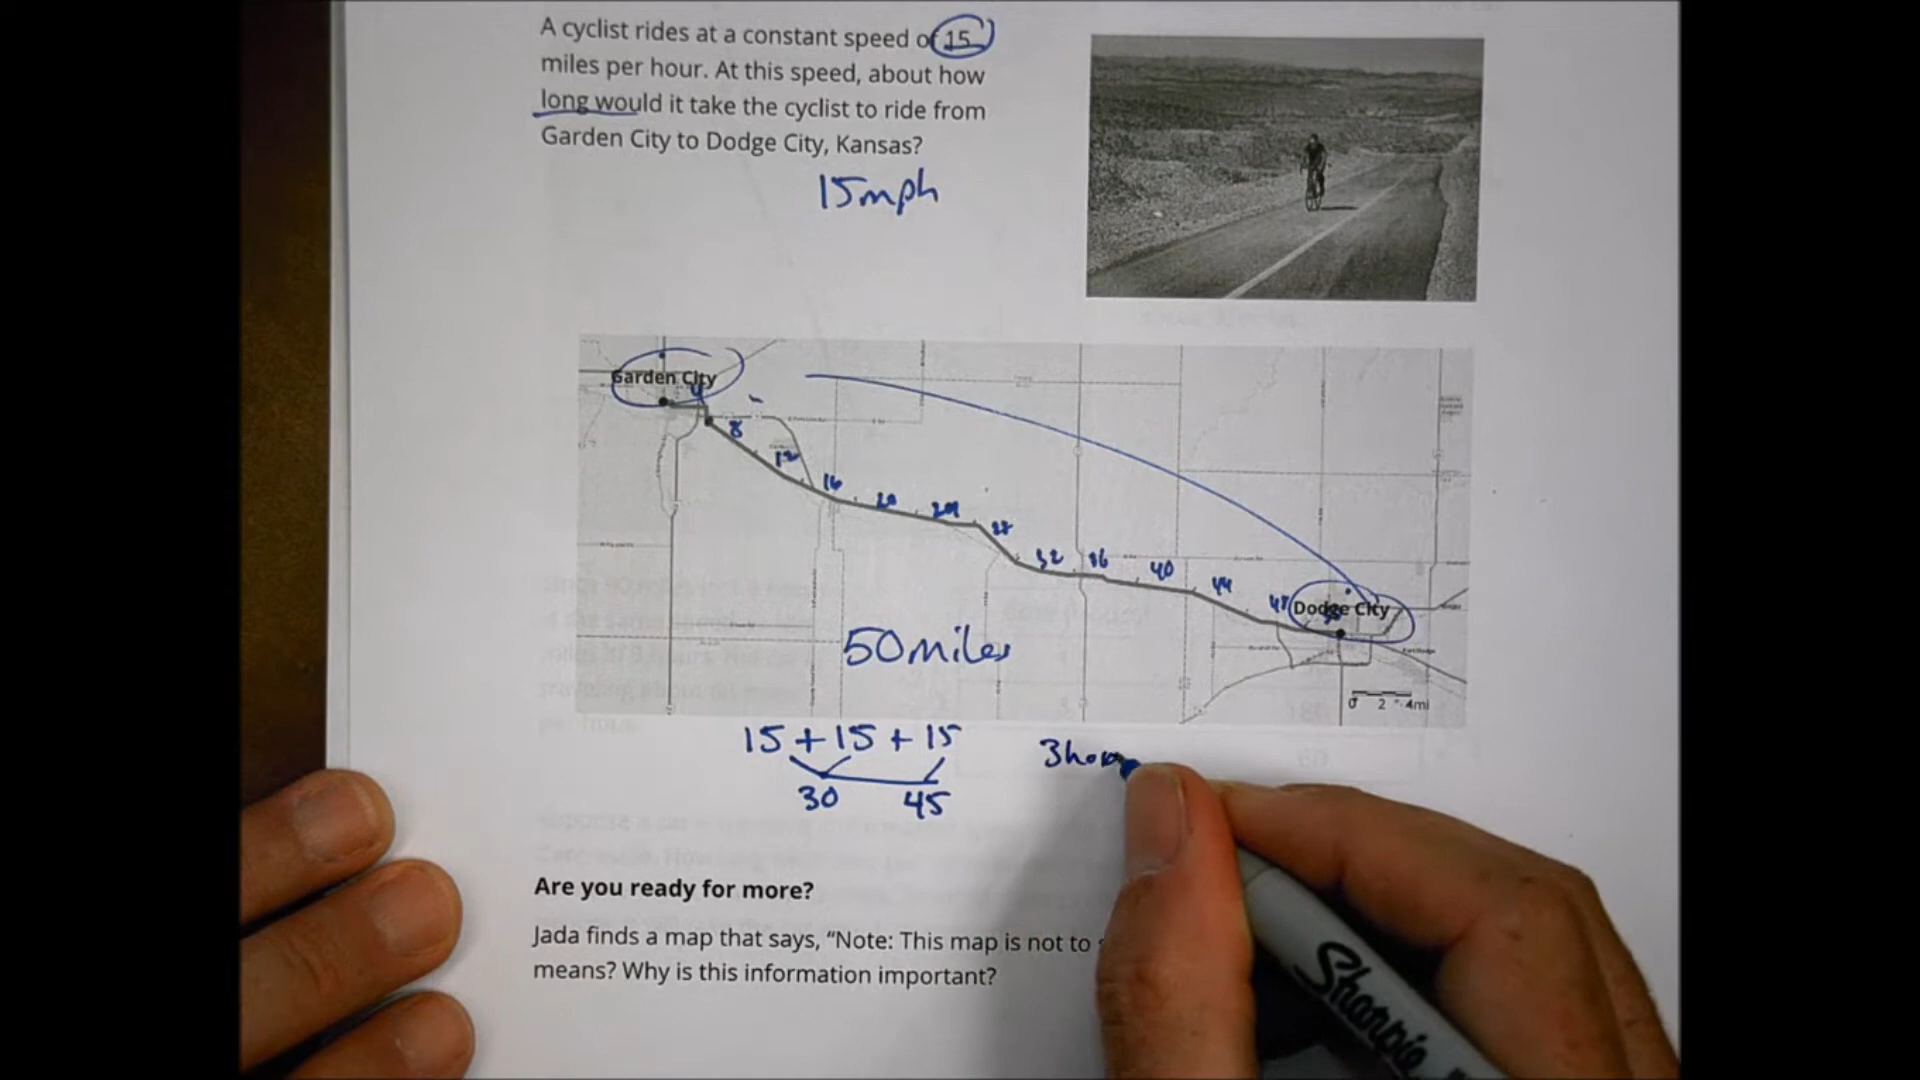 A cyclist rides at a constant speed of 15
miles per hour. At this speed, about how
long would it take the cyclist to ride from
Garden City to Dodge City, Kansas?
15mph
Garden City
4
8
12
16
20
24
28
32
36
40
44
48
Dodge City
50miles
0 2 4mi
15 + 15 + 15
30 45
3hou
Are you ready for more?
Jada finds a map that says, “Note: This map is not to
means? Why is this information important?
Sharpie